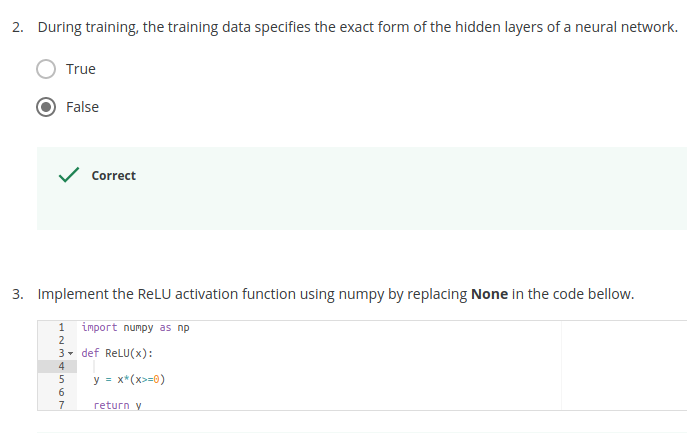 2. During training, the training data specifies the exact form of the hidden layers of a neural network.
True
False
Correct
3. Implement the ReLU activation function using numpy by replacing None in the code bellow.
1 import numpy as np
2
3 def ReLU(x):
4
5 y = x*(x>=0)
6
7 return y